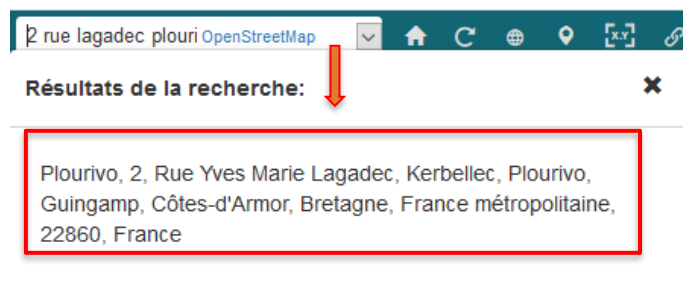 2 rue lagadec plouri OpenStreetMap
[x.y]
Résultats de la recherche:
Plourivo, 2, Rue Yves Marie Lagadec, Kerbellec, Plourivo,
Guingamp, Côtes-d'Armor, Bretagne, France métropolitaine,
22860, France